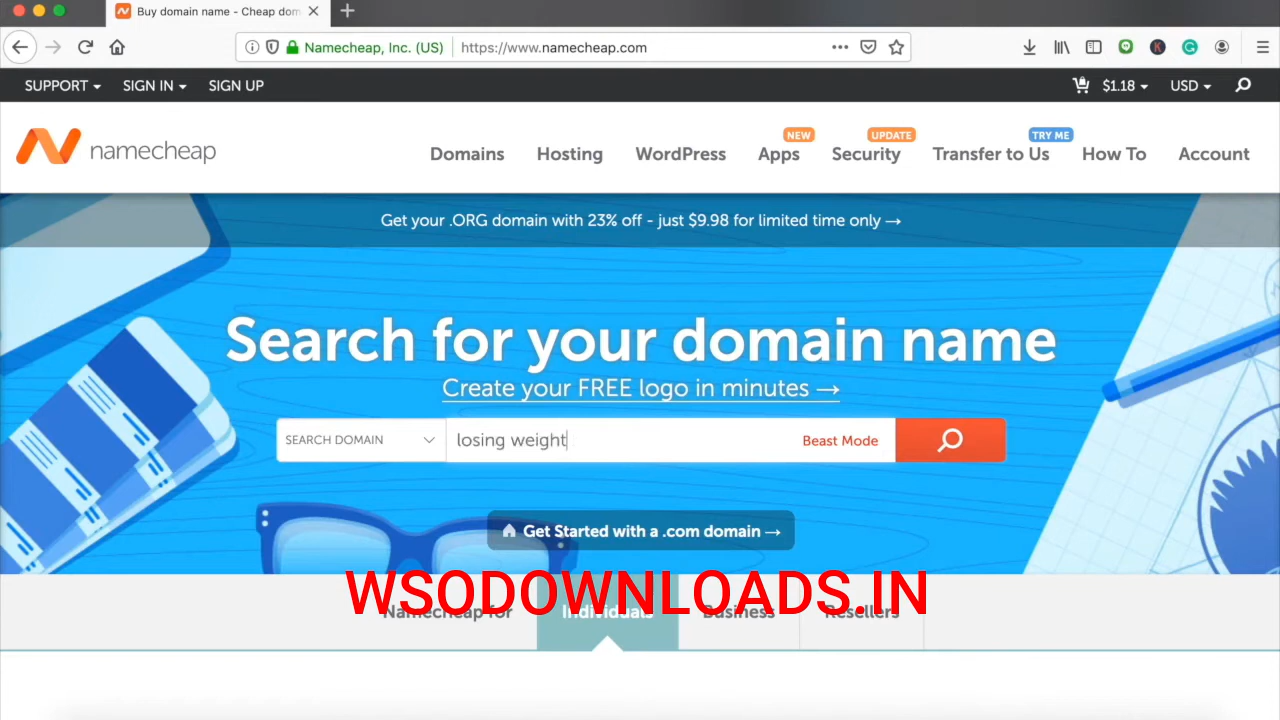 Buy domain name - Cheap dom
Namecheap, Inc. (US) https://www.namecheap.com
SUPPORT SIGN IN SIGN UP $1.18 USD
NEW UPDATE TRY ME
namecheap Domains Hosting WordPress Apps Security Transfer to Us How To Account
Get your .ORG domain with 23% off - just $9.98 for limited time only →
Search for your domain name
Create your FREE logo in minutes →
SEARCH DOMAIN losing weight Beast Mode
Get Started with a .com domain →
WSODOWNLOADS.IN
Namecheap for Individuals Business Resellers